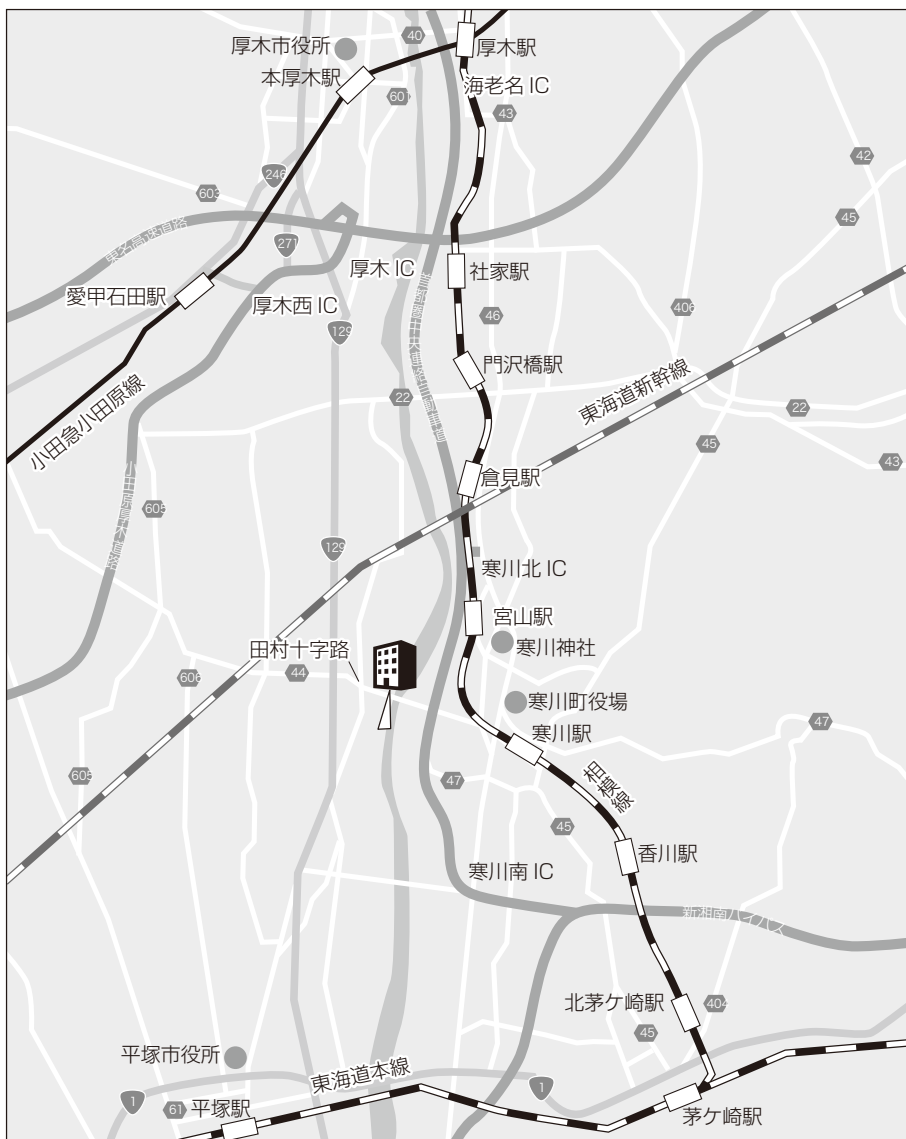 厚木市役所
40
厚木駅
本厚木駅
海老名 IC
601
43
42
246
603
45
東名高速道路
271
厚木 IC
社家駅
愛甲石田駅
厚木西 IC
406
46
129
門沢橋駅
東海道新幹線
小田急小田原線
22
22
45
43
倉見駅
小田原厚木道路
605
129
寒川北 IC
宮山駅
田村十字路
寒川神社
44
606
寒川町役場
47
寒川駅
605
47
相模線
45
香川駅
寒川南 IC
新湘南バイパス
北茅ケ崎駅
404
45
平塚市役所
東海道本線
1
1
61
平塚駅
茅ケ崎駅